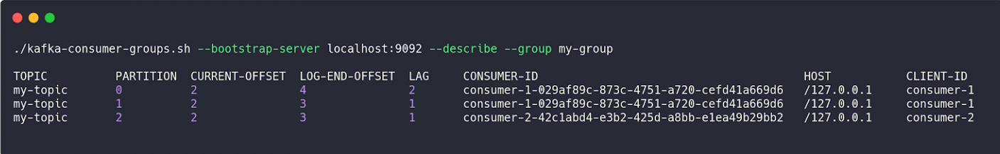 ./kafka-consumer-groups.sh --bootstrap-server localhost:9092 --describe --group my-group
TOPIC PARTITION CURRENT-OFFSET LOG-END-OFFSET LAG CONSUMER-ID HOST CLIENT-ID
my-topic 0 2 4 2 consumer-1-029af89c-873c-4751-a720-cefd41a669d6 /127.0.0.1 consumer-1
my-topic 1 2 3 1 consumer-1-029af89c-873c-4751-a720-cefd41a669d6 /127.0.0.1 consumer-1
my-topic 2 2 3 1 consumer-2-42c1abd4-e3b2-425d-a8bb-e1ea49b29bb2 /127.0.0.1 consumer-2